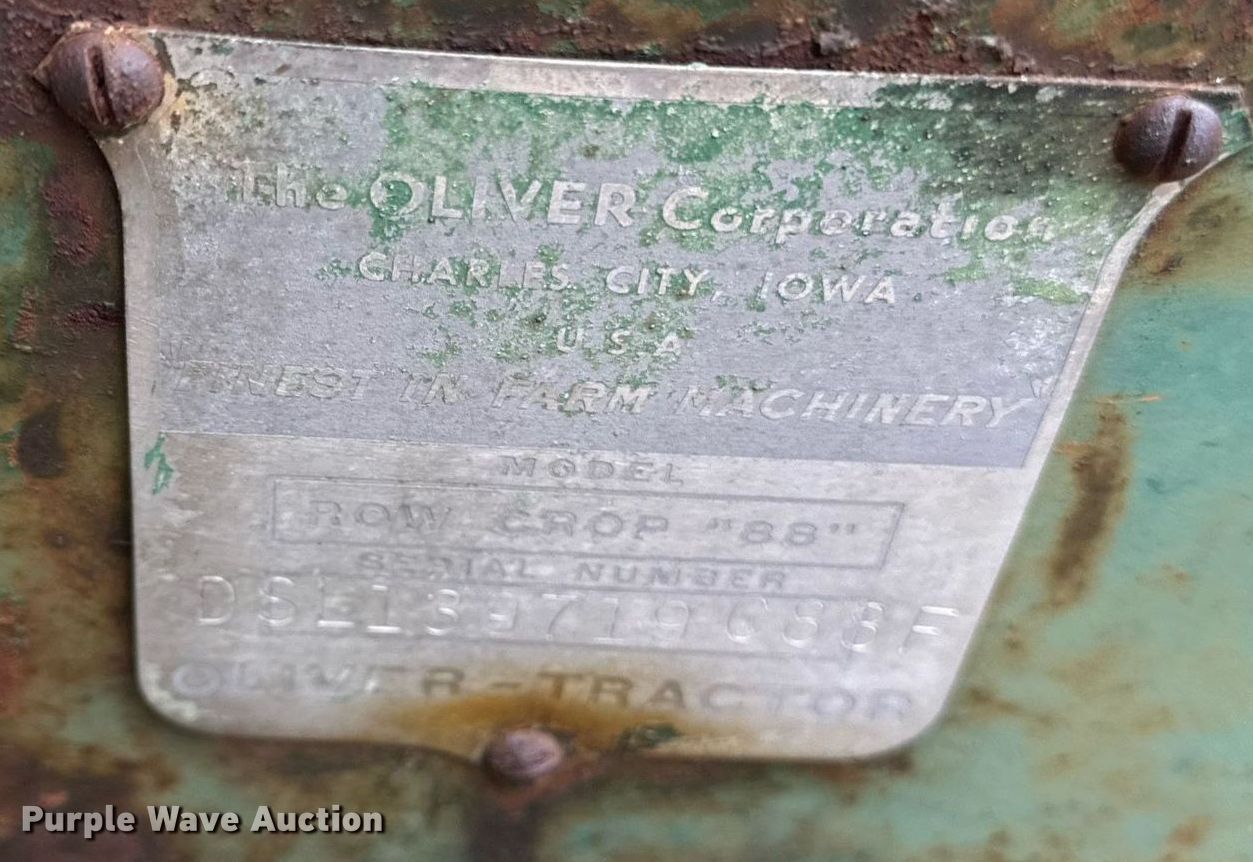 The OLIVER Corporation
CHARLES CITY, IOWA
U S A
"FINEST IN FARM MACHINERY"
MODEL
ROW CROP "88"
SERIAL NUMBER
OLIVER-TRACTOR
Purple Wave Auction